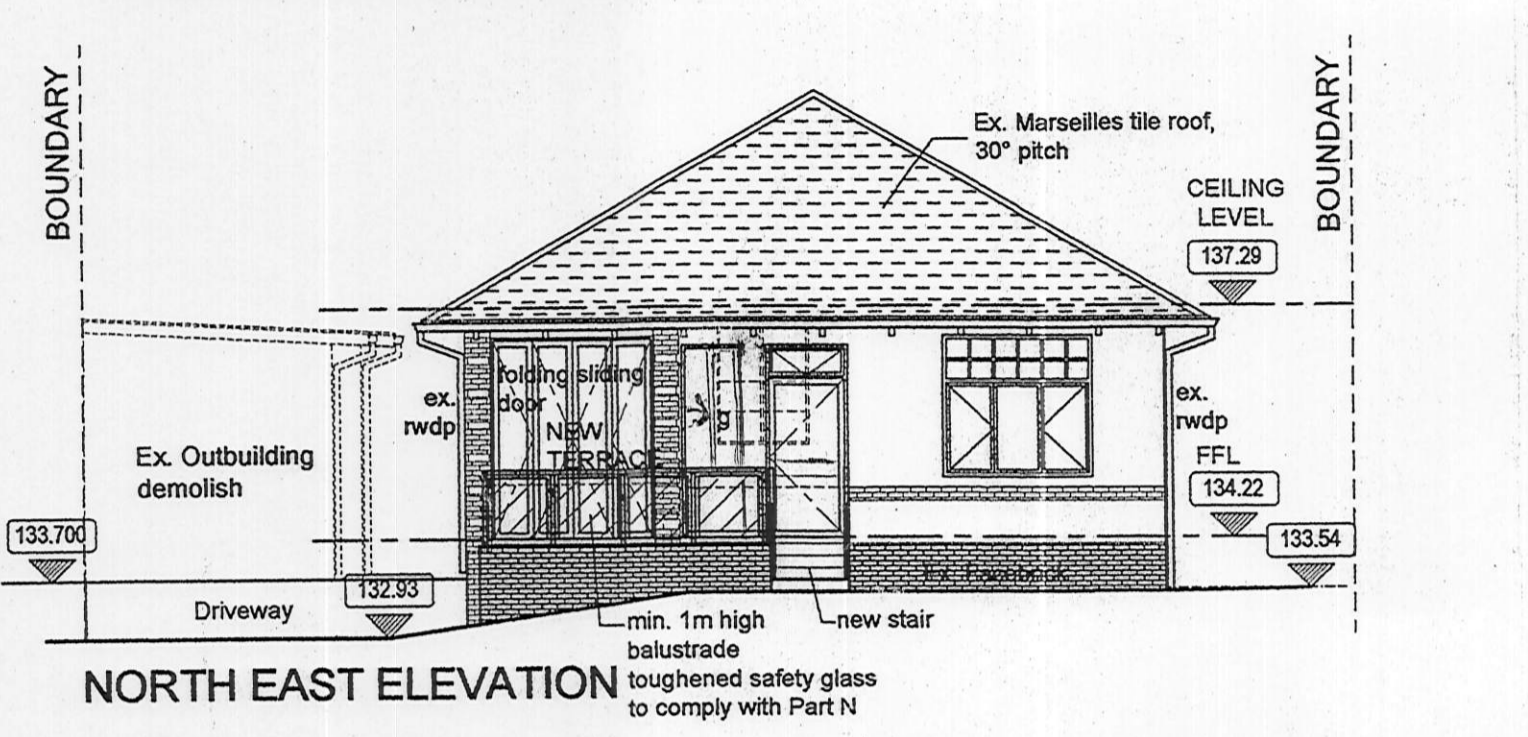 BOUNDARY
BOUNDARY
Ex. Marseilles tile roof,
30° pitch
CEILING
LEVEL
137.29
folding sliding
door
ex.
rwdp
NEW
TERRACE
g
ex.
rwdp
Ex. Outbuilding
demolish
FFL
134.22
133.700
133.54
132.93
Driveway
Ex. Facebrick
min. 1m high
balustrade
toughened safety glass
to comply with Part N
new stair
NORTH EAST ELEVATION